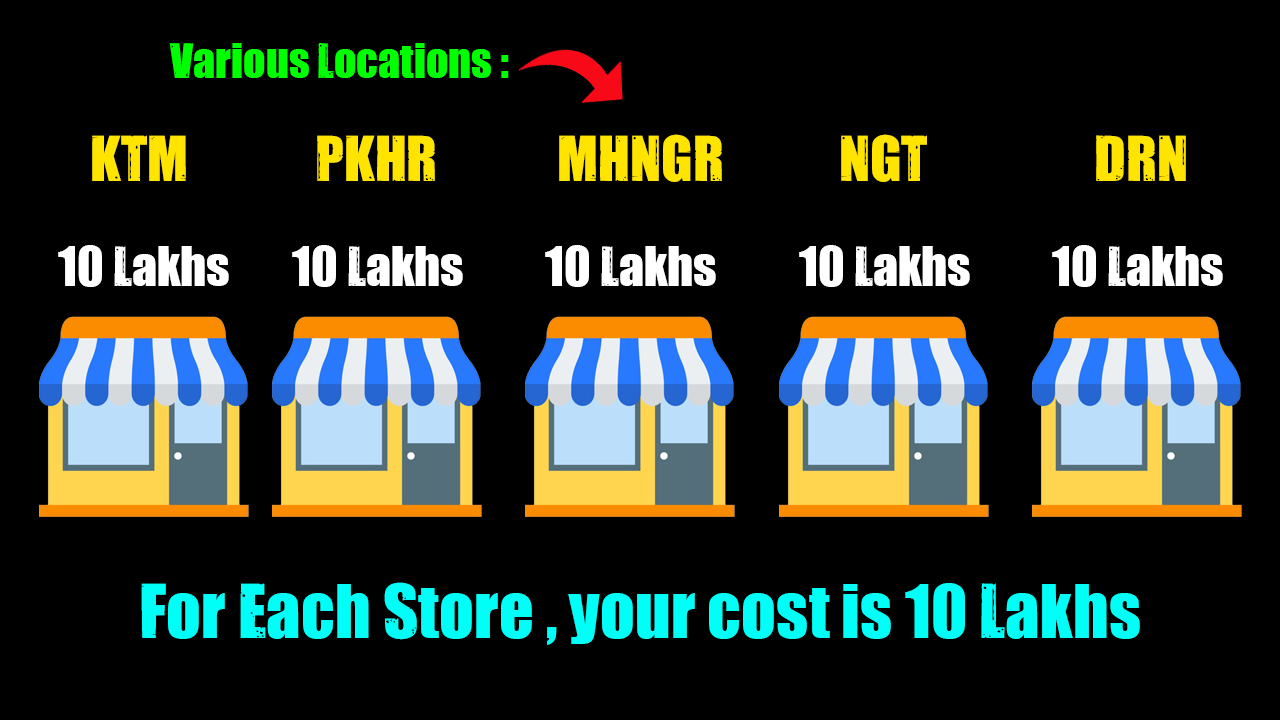 Various Locations :
KTM PKHR MHNGR NGT DRN
10 Lakhs 10 Lakhs 10 Lakhs 10 Lakhs 10 Lakhs
For Each Store , your cost is 10 Lakhs